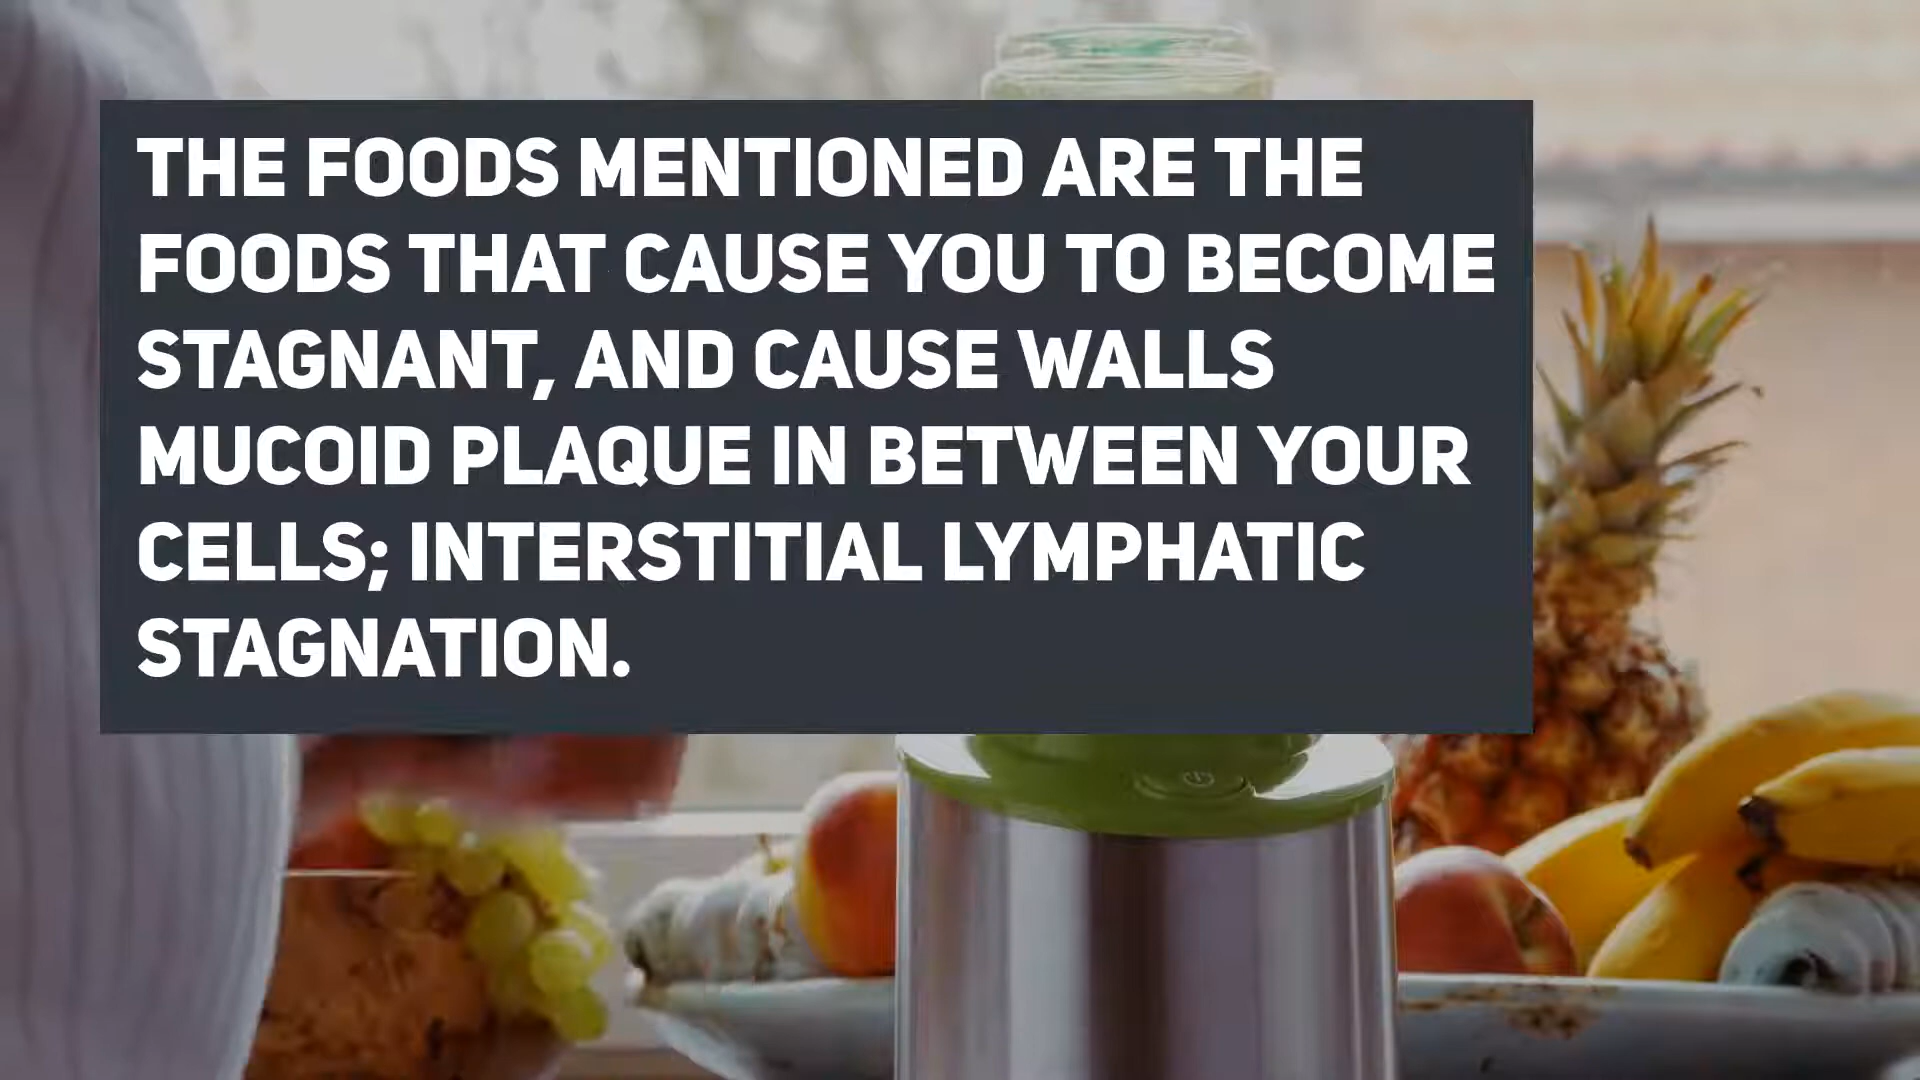 THE FOODS MENTIONED ARE THE
FOODS THAT CAUSE YOU TO BECOME
STAGNANT, AND CAUSE WALLS
MUCOID PLAQUE IN BETWEEN YOUR
CELLS; INTERSTITIAL LYMPHATIC
STAGNATION.